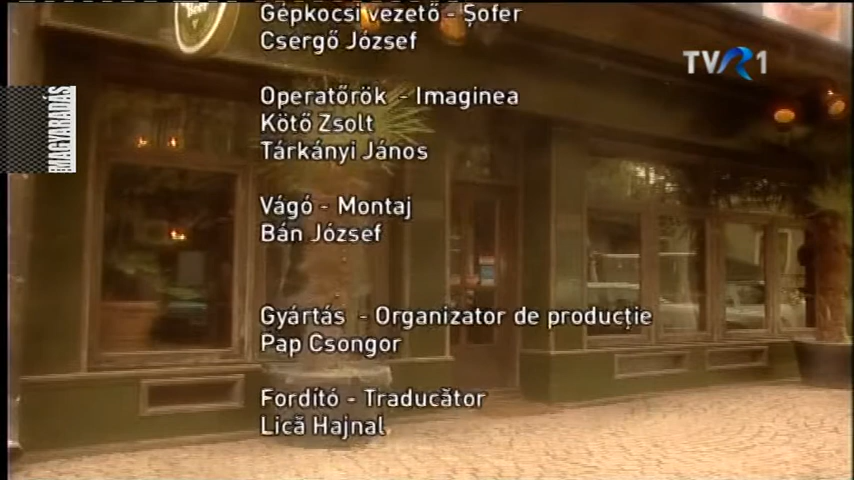 Gépkocsi vezető - Șofer
Csergő József
TVR1
Operatőrök - Imaginea
Kötő Zsolt
Tárkányi János
MAGYARADÁS
Vágó - Montaj
Bán József
Gyártás - Organizator de producție
Pap Csongor
Fordító - Traducător
Lică Hajnal